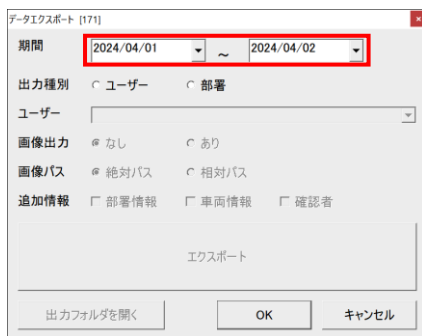 データエクスポート [171]
期間 2024/04/01 ～ 2024/04/02
出力種別 ユーザー 部署
ユーザー
画像出力 なし あり
画像パス 絶対パス 相対パス
追加情報 部署情報 車両情報 確認者
エクスポート
出力フォルダを開く OK キャンセル